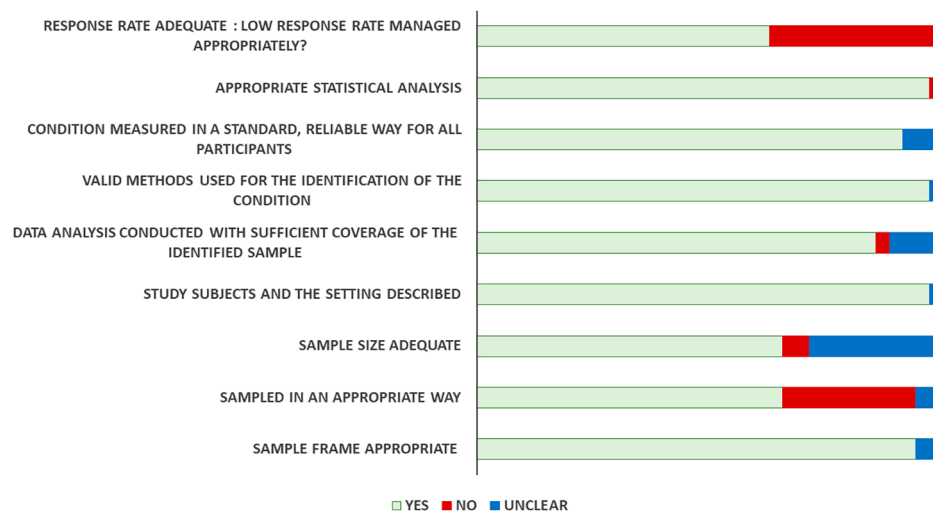 RESPONSE RATE ADEQUATE : LOW RESPONSE RATE MANAGED
APPROPRIATELY?
APPROPRIATE STATISTICAL ANALYSIS
CONDITION MEASURED IN A STANDARD, RELIABLE WAY FOR ALL
PARTICIPANTS
VALID METHODS USED FOR THE IDENTIFICATION OF THE
CONDITION
DATA ANALYSIS CONDUCTED WITH SUFFICIENT COVERAGE OF THE
IDENTIFIED SAMPLE
STUDY SUBJECTS AND THE SETTING DESCRIBED
SAMPLE SIZE ADEQUATE
SAMPLED IN AN APPROPRIATE WAY
SAMPLE FRAME APPROPRIATE
YES NO UNCLEAR